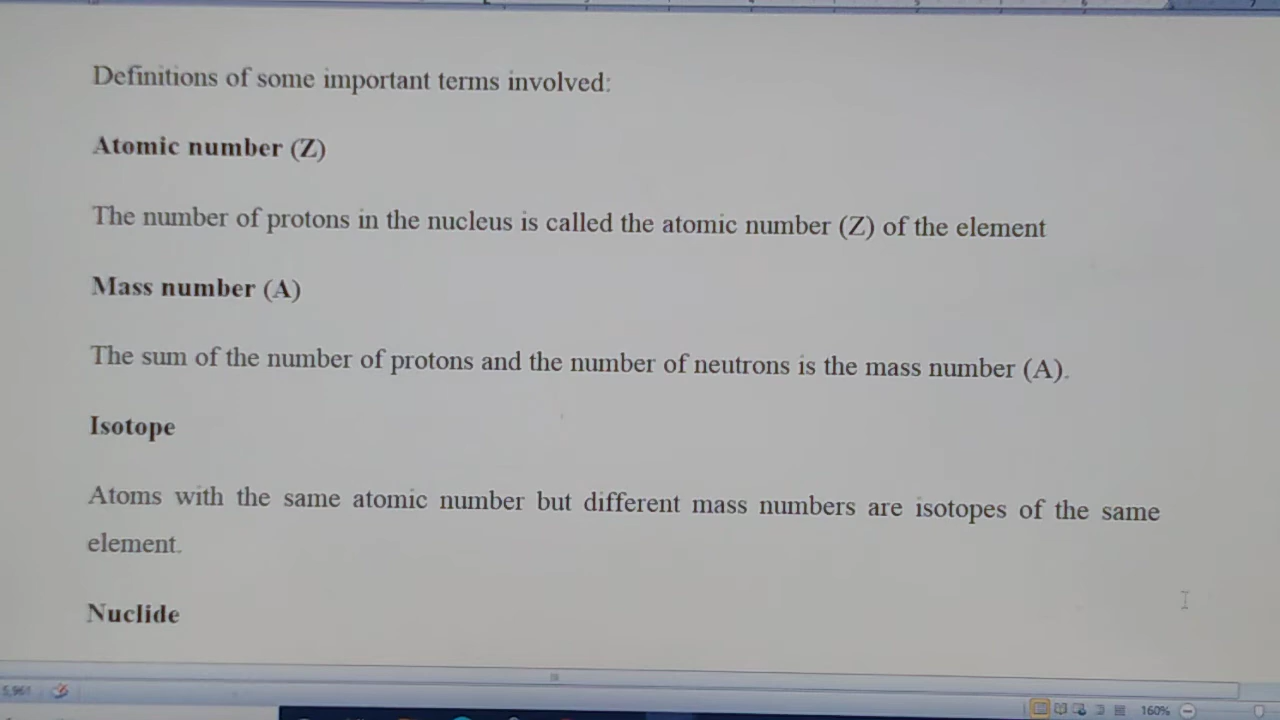 Definitions of some important terms involved:
Atomic number (Z)
The number of protons in the nucleus is called the atomic number (Z) of the element
Mass number (A)
The sum of the number of protons and the number of neutrons is the mass number (A).
Isotope
Atoms with the same atomic number but different mass numbers are isotopes of the same
element.
Nuclide
160%